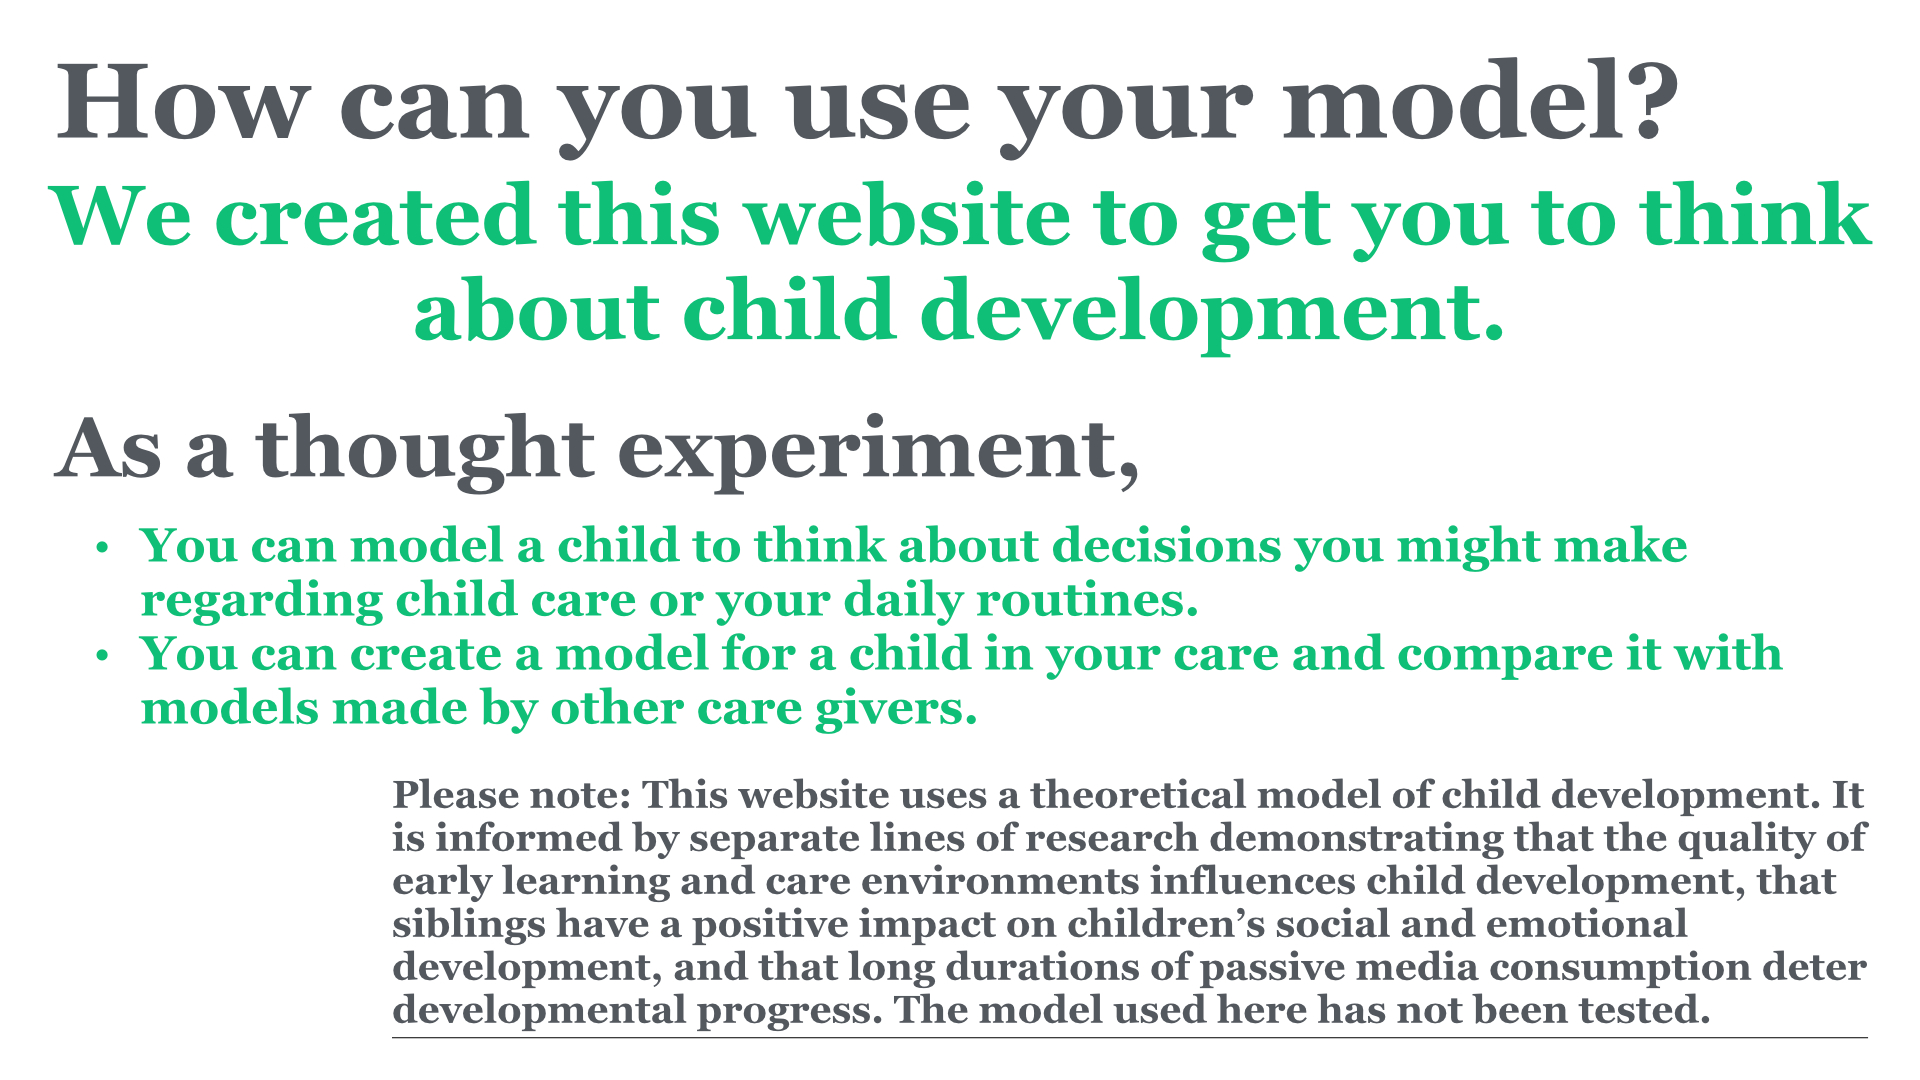 How can you use your model?
We created this website to get you to think
about child development.
As a thought experiment,
• You can model a child to think about decisions you might make
regarding child care or your daily routines.
• You can create a model for a child in your care and compare it with
models made by other care givers.
Please note: This website uses a theoretical model of child development. It
is informed by separate lines of research demonstrating that the quality of
early learning and care environments influences child development, that
siblings have a positive impact on children’s social and emotional
development, and that long durations of passive media consumption deter
developmental progress. The model used here has not been tested.